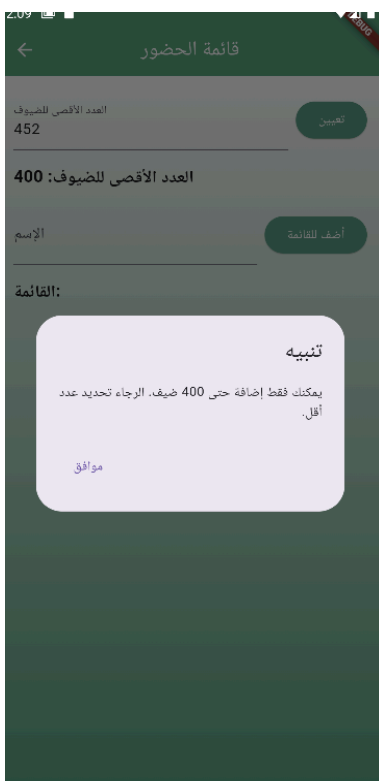 2:09
DEBUG
قائمة الحضور
العدد الأقصى للضيوف
452
تعيين
العدد الأقصى للضيوف: 400
الإسم
أضف للقائمة
القائمة:
تنبيه
يمكنك فقط إضافة حتى 400 ضيف. الرجاء تحديد عدد
أقل.
موافق